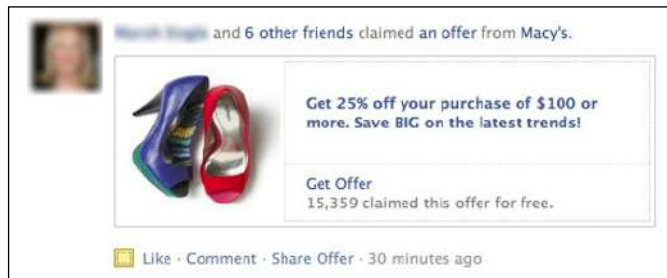 and 6 other friends claimed an offer from Macy's.
Get 25% off your purchase of $100 or
more. Save BIG on the latest trends!
Get Offer
15,359 claimed this offer for free.
Like · Comment · Share Offer · 30 minutes ago